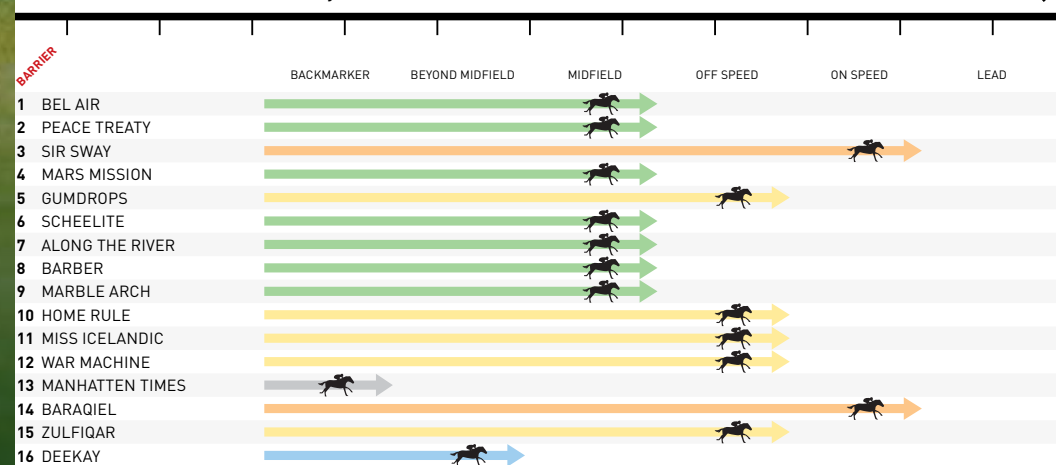 BARRIER
BACKMARKER BEYOND MIDFIELD MIDFIELD OFF SPEED ON SPEED LEAD
1 BEL AIR
2 PEACE TREATY
3 SIR SWAY
4 MARS MISSION
5 GUMDROPS
6 SCHEELITE
7 ALONG THE RIVER
8 BARBER
9 MARBLE ARCH
10 HOME RULE
11 MISS ICELANDIC
12 WAR MACHINE
13 MANHATTEN TIMES
14 BARAQIEL
15 ZULFIQAR
16 DEEKAY